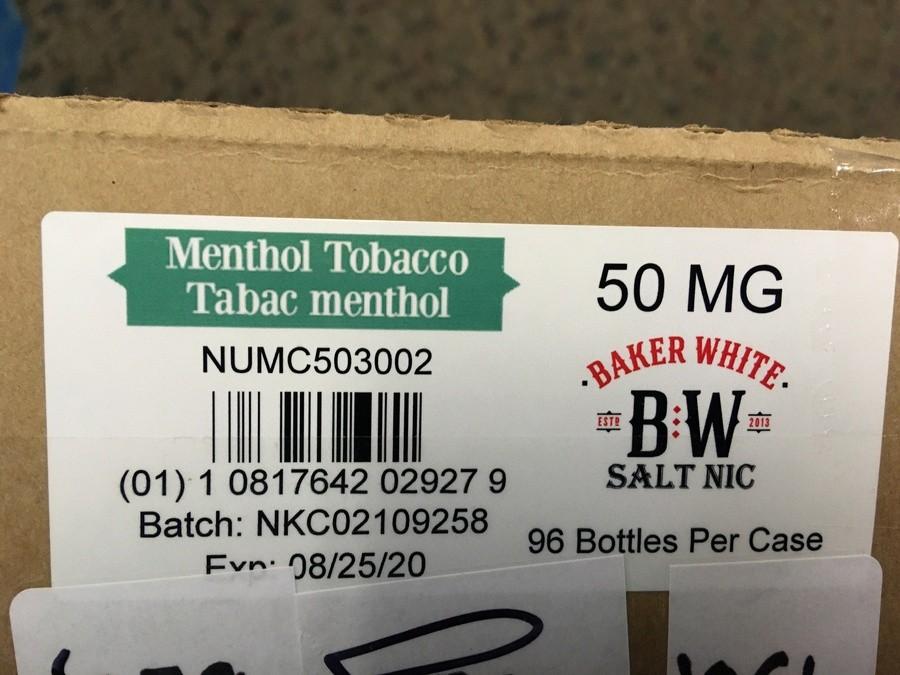 Menthol Tobacco
Tabac menthol
NUMC503002
(01) 1 0817642 02927 9
Batch: NKC02109258
Exp: 08/25/20
50 MG
BAKER WHITE
ESTD B:W 2013
SALT NIC
96 Bottles Per Case